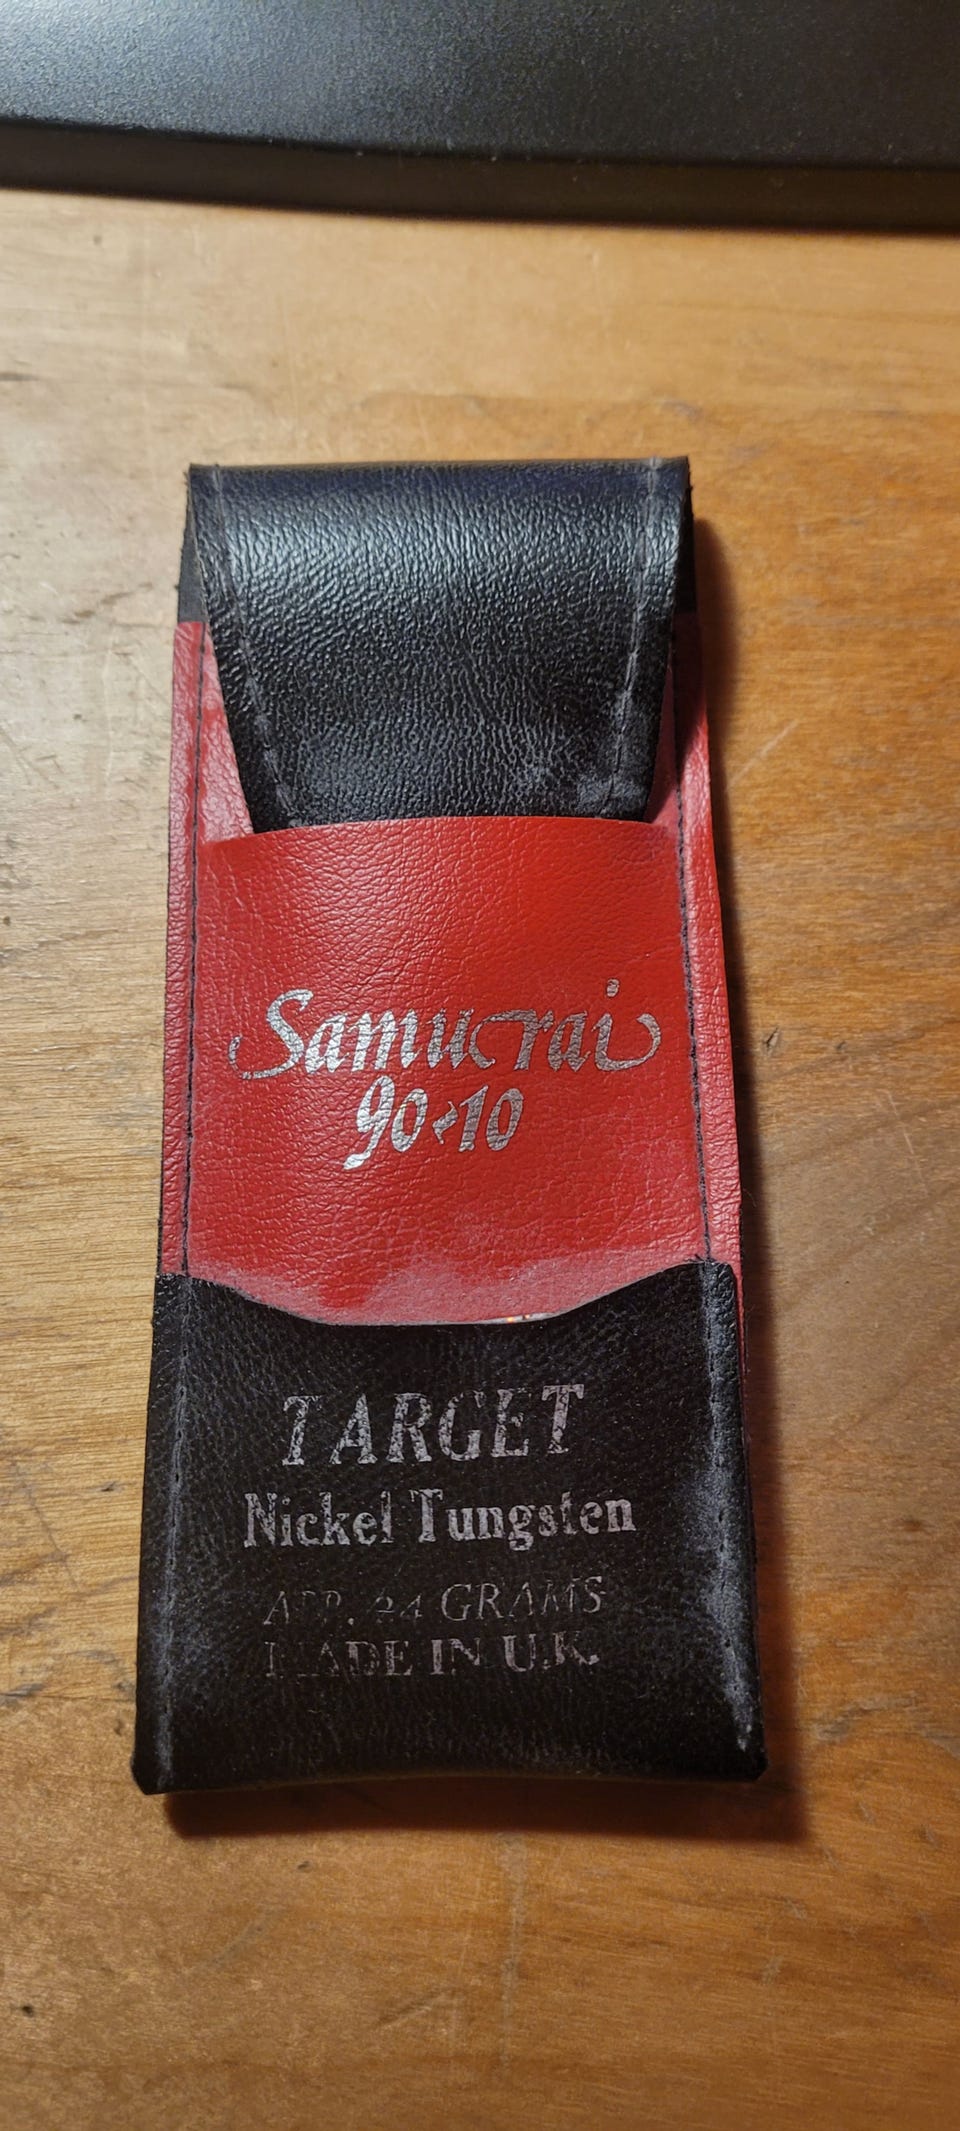 Samurai
90·10
TARGET
Nickel Tungsten
APP. 24 GRAMS
MADE IN U.K.